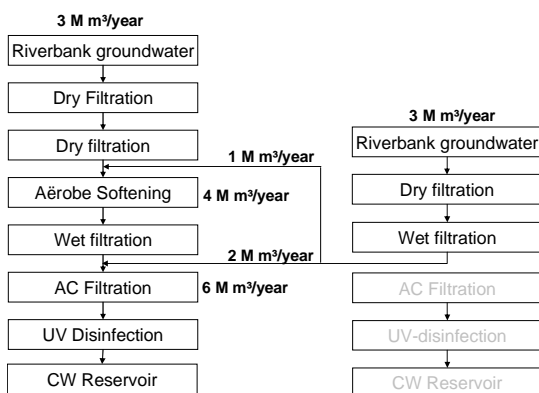 3 M m³/year
Riverbank groundwater
Dry Filtration
Dry filtration
Aërobe Softening
4 M m³/year
Wet filtration
AC Filtration
6 M m³/year
UV Disinfection
CW Reservoir
1 M m³/year
2 M m³/year
3 M m³/year
Riverbank groundwater
Dry filtration
Wet filtration
AC Filtration
UV-disinfection
CW Reservoir